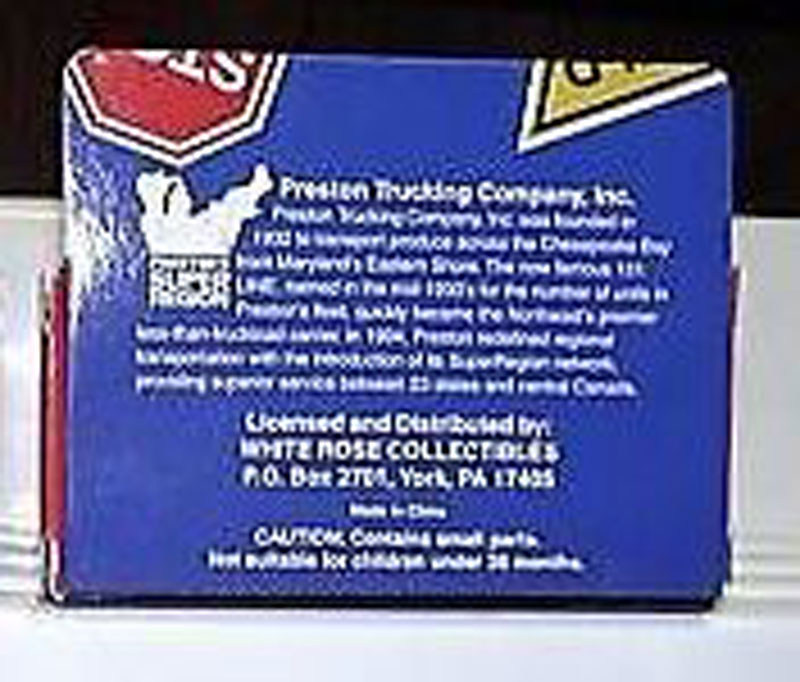 Preston Trucking Company, Inc.
Preston Trucking Company, Inc. was founded in
1932 to transport produce across the Chesapeake Bay
from Maryland's Eastern Shore. The now famous 151
LINE, named in the mid 1930's for the number of units in
Preston's fleet, quickly became the Northeast's premier
less-than-truckload carrier. In 1994, Preston redefined regional
transportation with the introduction of its SuperRegion network,
providing superior service between 23 states and central Canada.
SUPER
REGION
Licensed and Distributed by:
WHITE ROSE COLLECTIBLES
P.O. Box 2701, York, PA 17405
Made in China
CAUTION: Contains small parts.
Not suitable for children under 36 months.